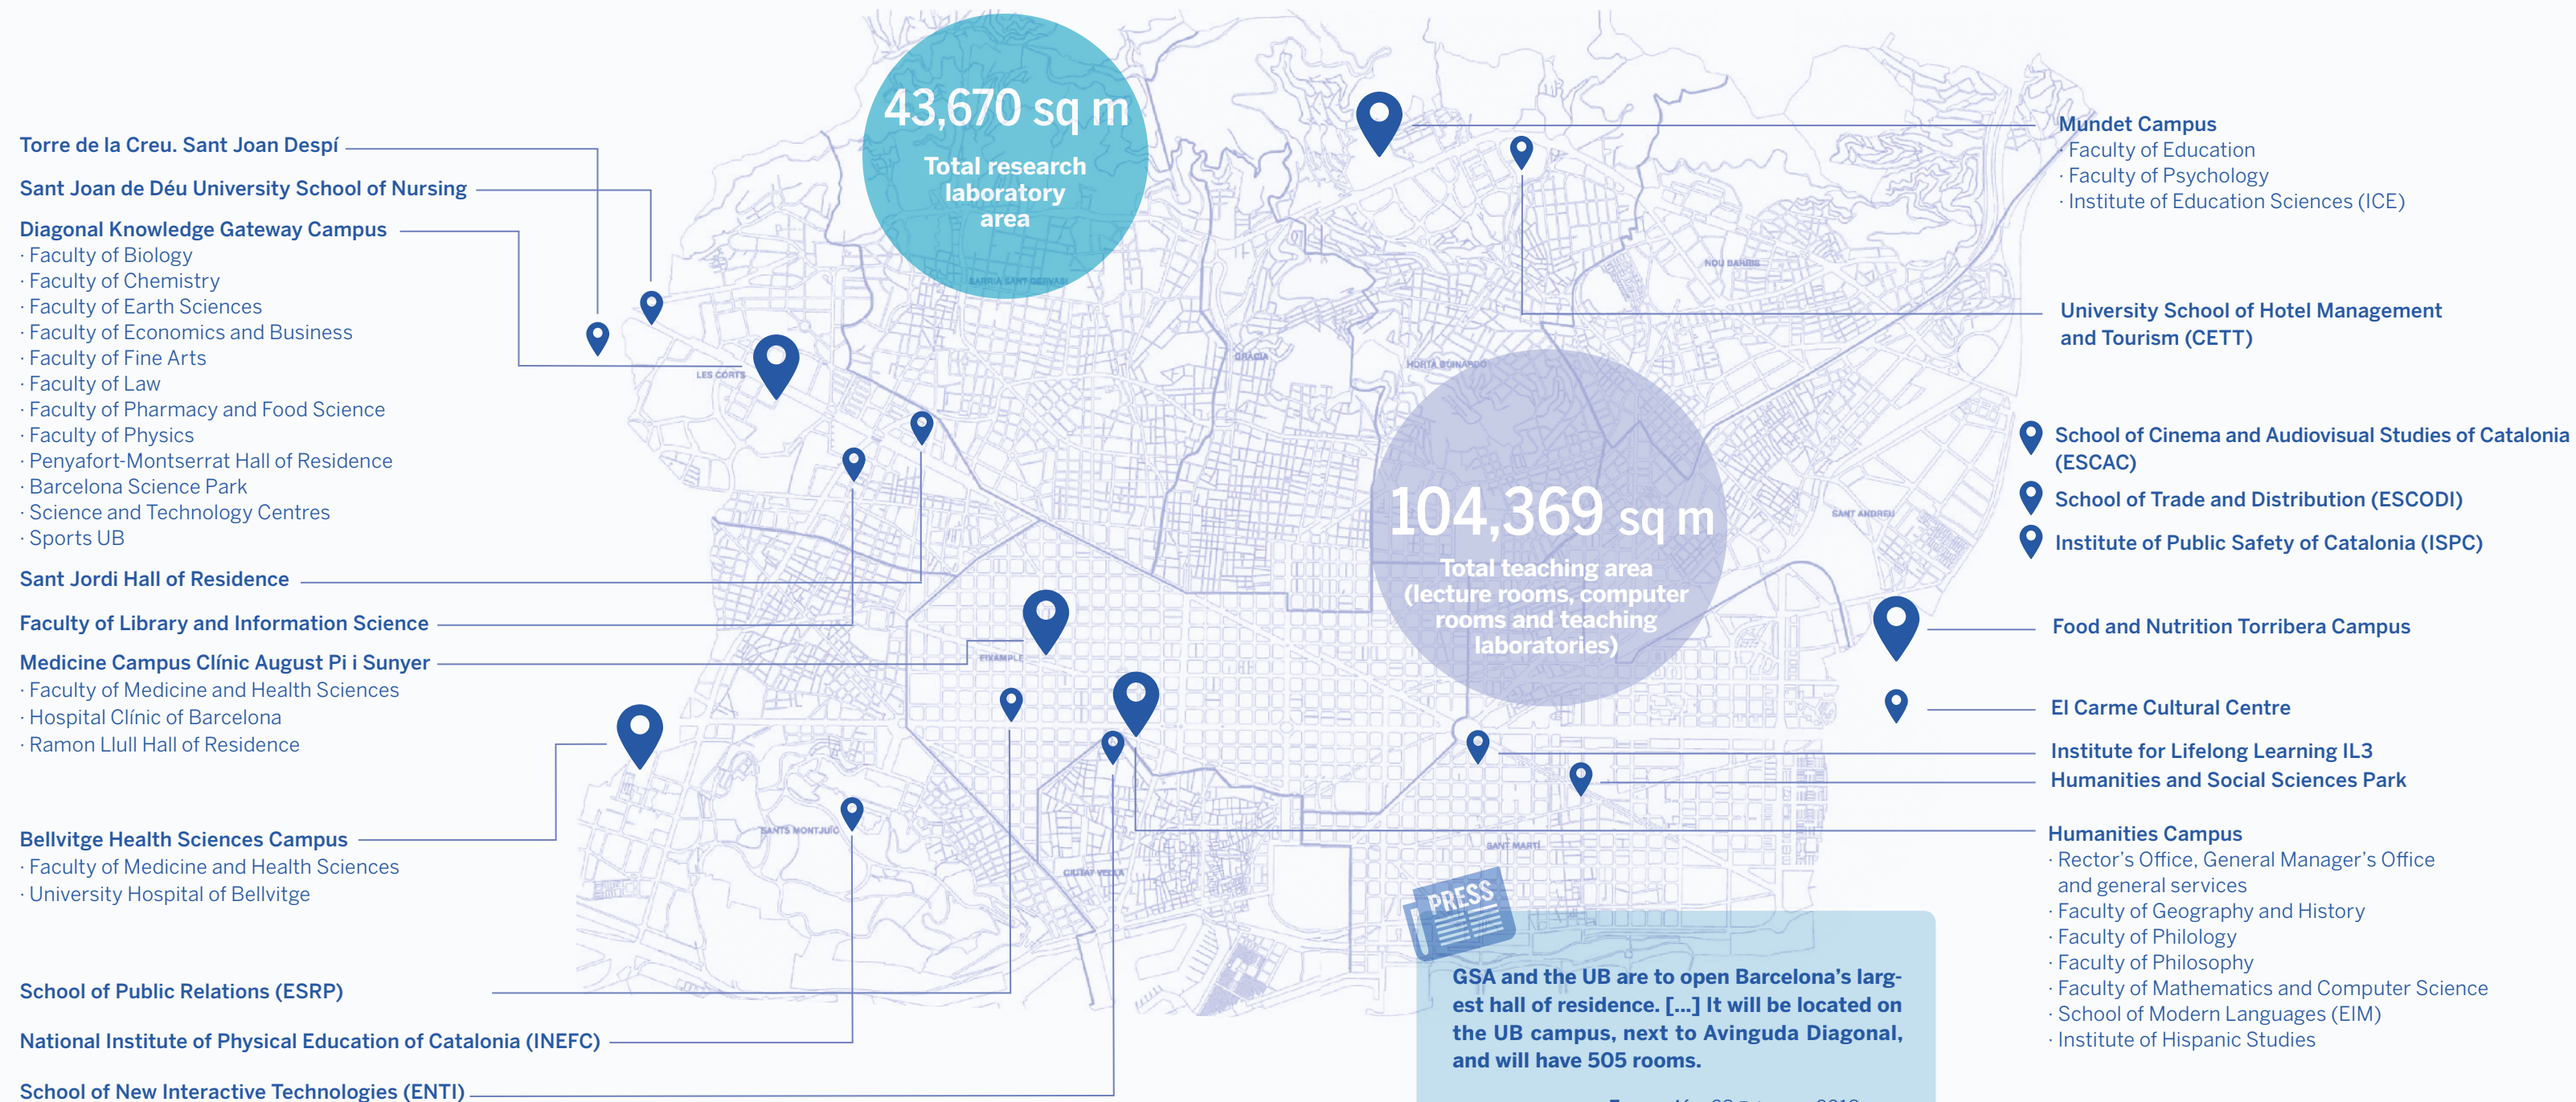 43,670 sq m
Total research
laboratory
area
Torre de la Creu. Sant Joan Despí
Sant Joan de Déu University School of Nursing
Diagonal Knowledge Gateway Campus
· Faculty of Biology
· Faculty of Chemistry
· Faculty of Earth Sciences
· Faculty of Economics and Business
· Faculty of Fine Arts
· Faculty of Law
· Faculty of Pharmacy and Food Science
· Faculty of Physics
· Penyafort-Montserrat Hall of Residence
· Barcelona Science Park
· Science and Technology Centres
· Sports UB
Sant Jordi Hall of Residence
Faculty of Library and Information Science
Medicine Campus Clínic August Pi i Sunyer
· Faculty of Medicine and Health Sciences
· Hospital Clínic of Barcelona
· Ramon Llull Hall of Residence
Bellvitge Health Sciences Campus
· Faculty of Medicine and Health Sciences
· University Hospital of Bellvitge
School of Public Relations (ESRP)
National Institute of Physical Education of Catalonia (INEFC)
School of New Interactive Technologies (ENTI)
SARRIÀ SANT GERVASI
LES CORTS
GRÀCIA
HORTA GUINARDÓ
NOU BARRIS
SANT ANDREU
EIXAMPLE
SANTS MONTJUÏC
CIUTAT VELLA
SANT MARTÍ
104,369 sq m
Total teaching area
(lecture rooms, computer
rooms and teaching
laboratories)
Mundet Campus
· Faculty of Education
· Faculty of Psychology
· Institute of Education Sciences (ICE)
University School of Hotel Management
and Tourism (CETT)
School of Cinema and Audiovisual Studies of Catalonia
(ESCAC)
School of Trade and Distribution (ESCODI)
Institute of Public Safety of Catalonia (ISPC)
Food and Nutrition Torribera Campus
El Carme Cultural Centre
Institute for Lifelong Learning IL3
Humanities and Social Sciences Park
Humanities Campus
· Rector's Office, General Manager's Office
and general services
· Faculty of Geography and History
· Faculty of Philology
· Faculty of Philosophy
· Faculty of Mathematics and Computer Science
· School of Modern Languages (EIM)
· Institute of Hispanic Studies
PRESS
GSA and the UB are to open Barcelona's larg-
est hall of residence. [...] It will be located on
the UB campus, next to Avinguda Diagonal,
and will have 505 rooms.